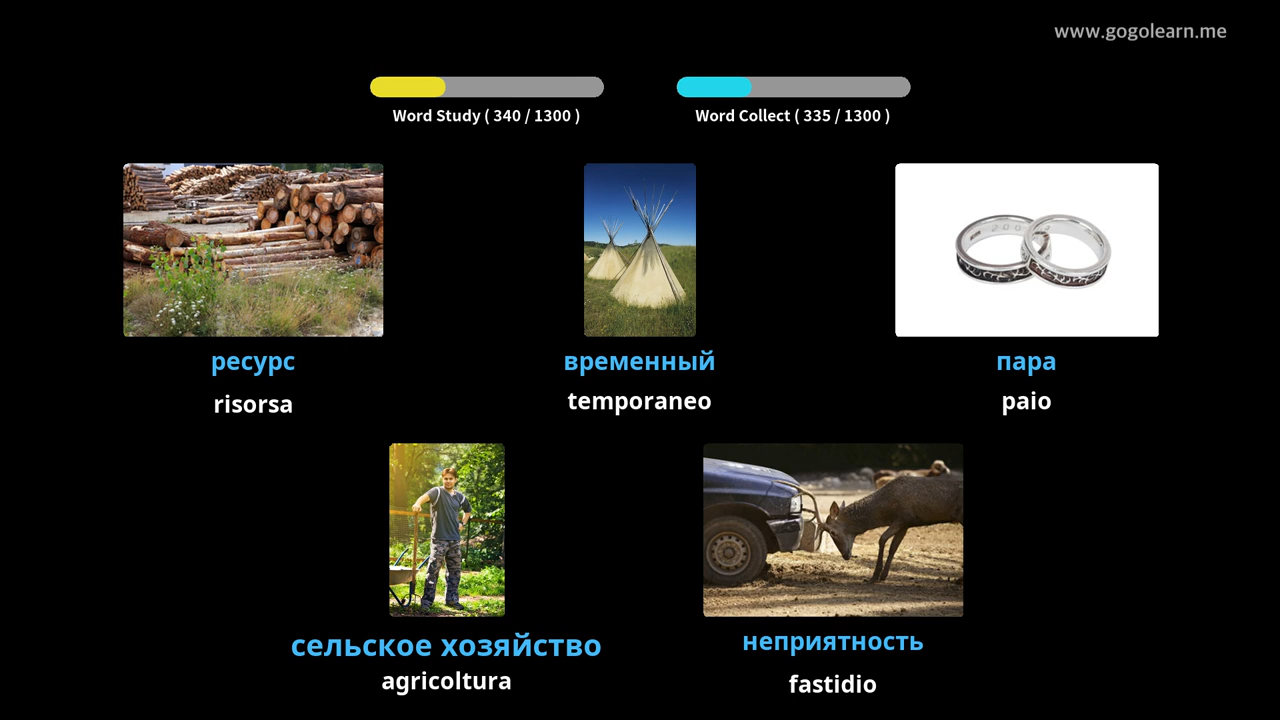 www.gogolearn.me
Word Study ( 340 / 1300 )
Word Collect ( 335 / 1300 )
ресурс
временный
пара
risorsa
temporaneo
paio
сельское хозяйство
неприятность
agricoltura
fastidio